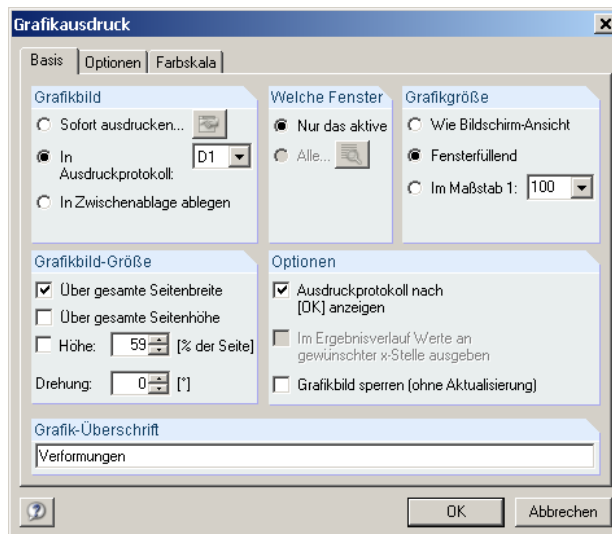 Grafikausdruck
Basis
Optionen
Farbskala
Grafikbild
Sofort ausdrucken...
In
Ausdruckprotokoll:
D1
In Zwischenablage ablegen
Welche Fenster
Nur das aktive
Alle...
Grafikgröße
Wie Bildschirm-Ansicht
Fensterfüllend
Im Maßstab 1:
100
Grafikbild-Größe
Über gesamte Seitenbreite
Über gesamte Seitenhöhe
Höhe:
59
[% der Seite]
Drehung:
0
[°]
Optionen
Ausdruckprotokoll nach
[OK] anzeigen
Im Ergebnisverlauf Werte an
gewünschter x-Stelle ausgeben
Grafikbild sperren (ohne Aktualisierung)
Grafik-Überschrift
Verformungen
OK
Abbrechen